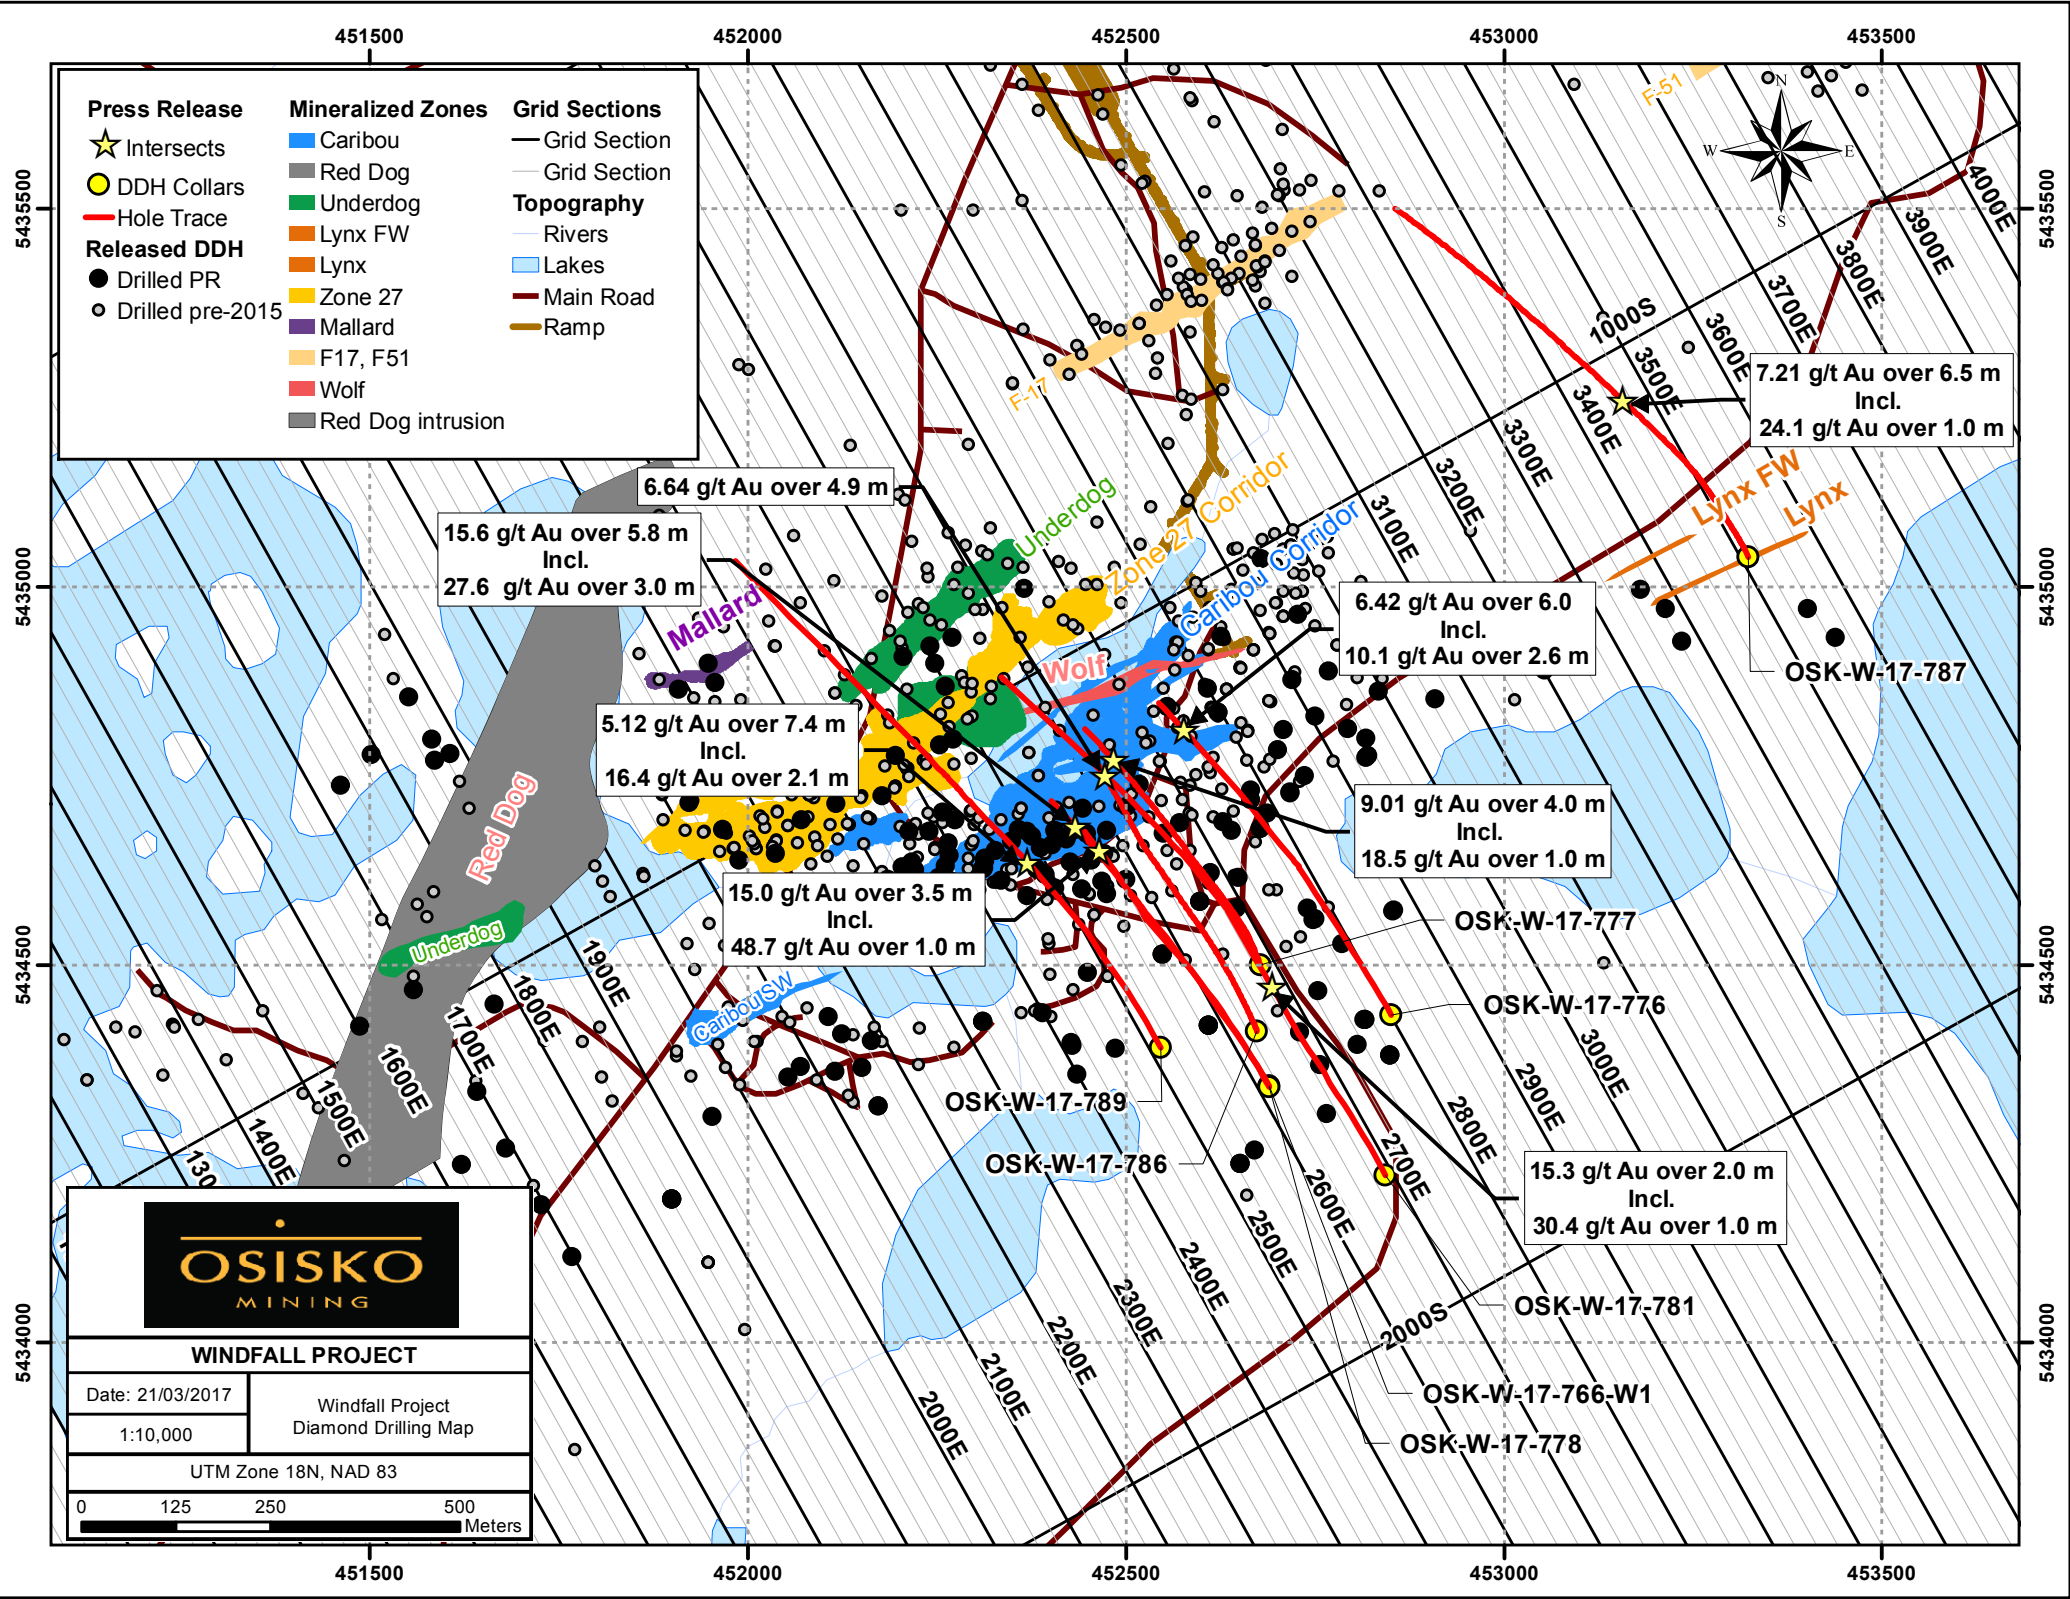 451500
452000
452500
453000
453500
Press Release
Intersects
DDH Collars
Hole Trace
Released DDH
Drilled PR
Drilled pre-2015
Mineralized Zones
Caribou
Red Dog
Underdog
Lynx FW
Lynx
Zone 27
Mallard
F17, F51
Wolf
Red Dog intrusion
Grid Sections
Grid Section
Grid Section
Topography
Rivers
Lakes
Main Road
Ramp
F-51
N
W
E
S
5435500
5435500
4000E
3900E
3800E
3700E
3600E
3500E
3400E
3300E
3200E
3100E
1000S
F-17
7.21 g/t Au over 6.5 m
Incl.
24.1 g/t Au over 1.0 m
6.64 g/t Au over 4.9 m
15.6 g/t Au over 5.8 m
Incl.
27.6 g/t Au over 3.0 m
Underdog
Zone 27 Corridor
Caribou Corridor
Lynx FW
Lynx
5435000
5435000
Mallard
Wolf
6.42 g/t Au over 6.0
Incl.
10.1 g/t Au over 2.6 m
OSK-W-17-787
5.12 g/t Au over 7.4 m
Incl.
16.4 g/t Au over 2.1 m
Red Dog
9.01 g/t Au over 4.0 m
Incl.
18.5 g/t Au over 1.0 m
15.0 g/t Au over 3.5 m
Incl.
48.7 g/t Au over 1.0 m
OSK-W-17-777
Underdog
5434500
5434500
Caribou SW
OSK-W-17-776
1900E
1800E
1700E
1600E
1500E
1400E
130
OSK-W-17-789
OSK-W-17-786
3000E
2900E
2800E
2700E
2600E
2500E
2400E
2300E
2200E
2100E
2000E
15.3 g/t Au over 2.0 m
Incl.
30.4 g/t Au over 1.0 m
OSK-W-17-781
2000S
OSK-W-17-766-W1
OSK-W-17-778
5434000
5434000
OSISKO
MINING
WINDFALL PROJECT
Date: 21/03/2017
1:10,000
Windfall Project
Diamond Drilling Map
UTM Zone 18N, NAD 83
0 125 250 500
Meters
451500
452000
452500
453000
453500